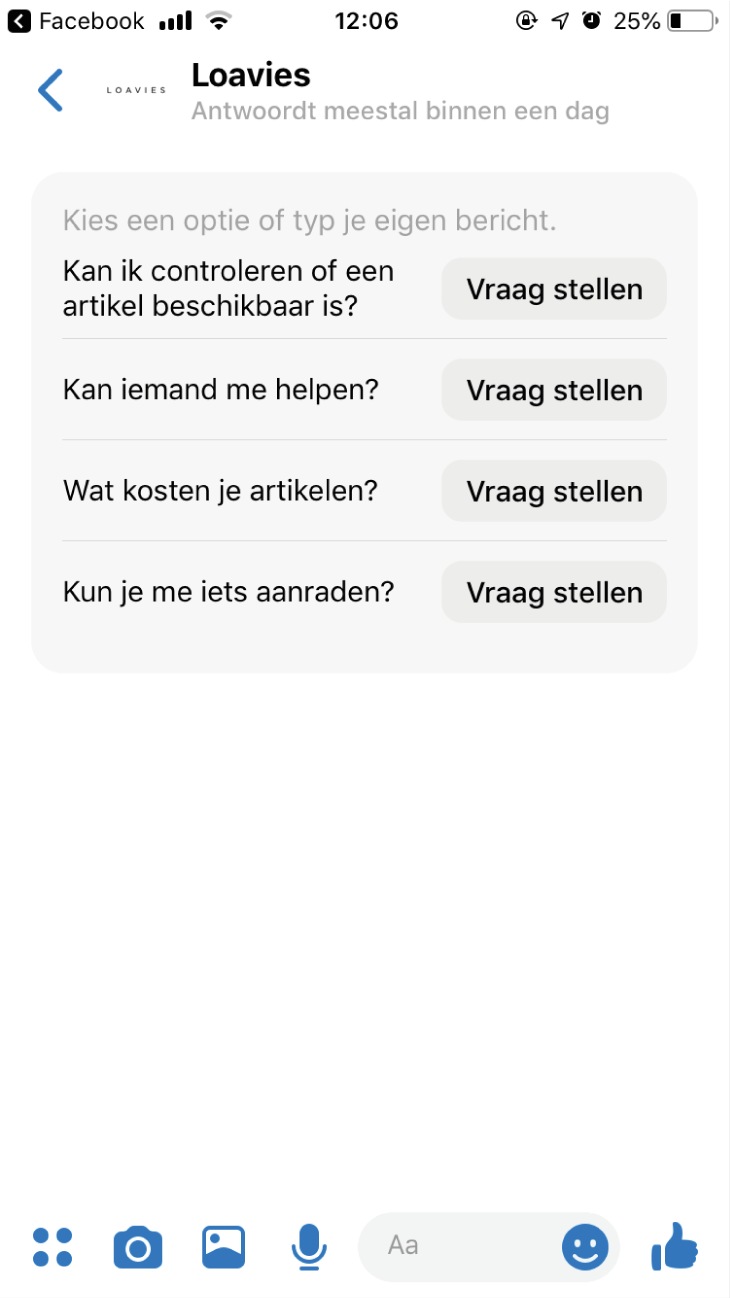 Facebook 12:06 25%
LOAVIES
Loavies
Antwoordt meestal binnen een dag
Kies een optie of typ je eigen bericht.
Kan ik controleren of een
artikel beschikbaar is?
Vraag stellen
Kan iemand me helpen?
Vraag stellen
Wat kosten je artikelen?
Vraag stellen
Kun je me iets aanraden?
Vraag stellen
Aa